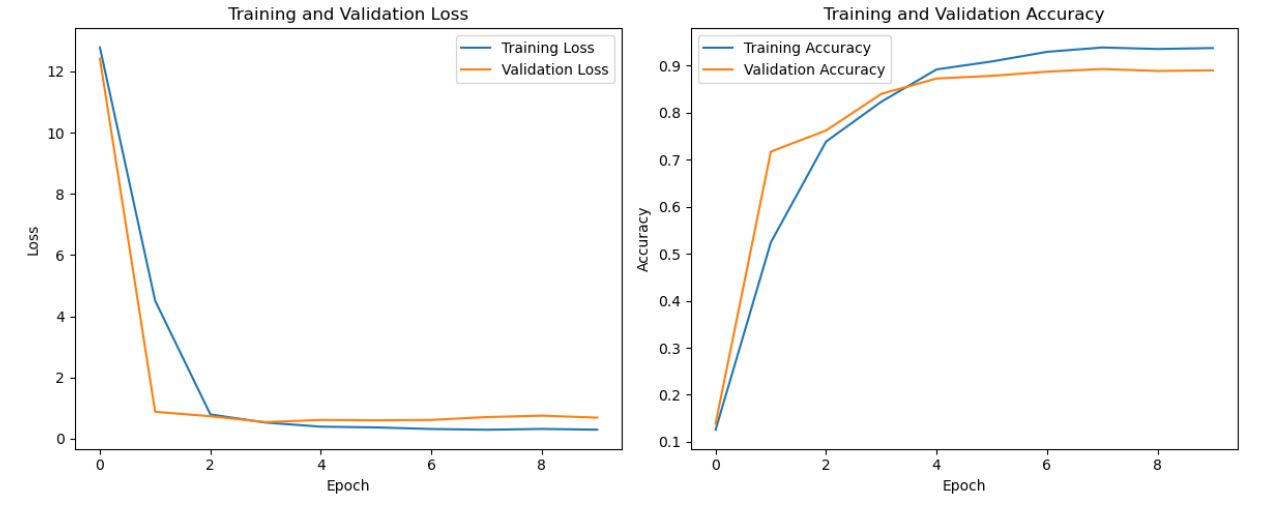 Training and Validation Loss
Training Loss
Validation Loss
12
10
8
6
4
2
0
Loss
0 2 4 6 8
Epoch
Training and Validation Accuracy
Training Accuracy
Validation Accuracy
0.9
0.8
0.7
0.6
0.5
0.4
0.3
0.2
0.1
Accuracy
0 2 4 6 8
Epoch